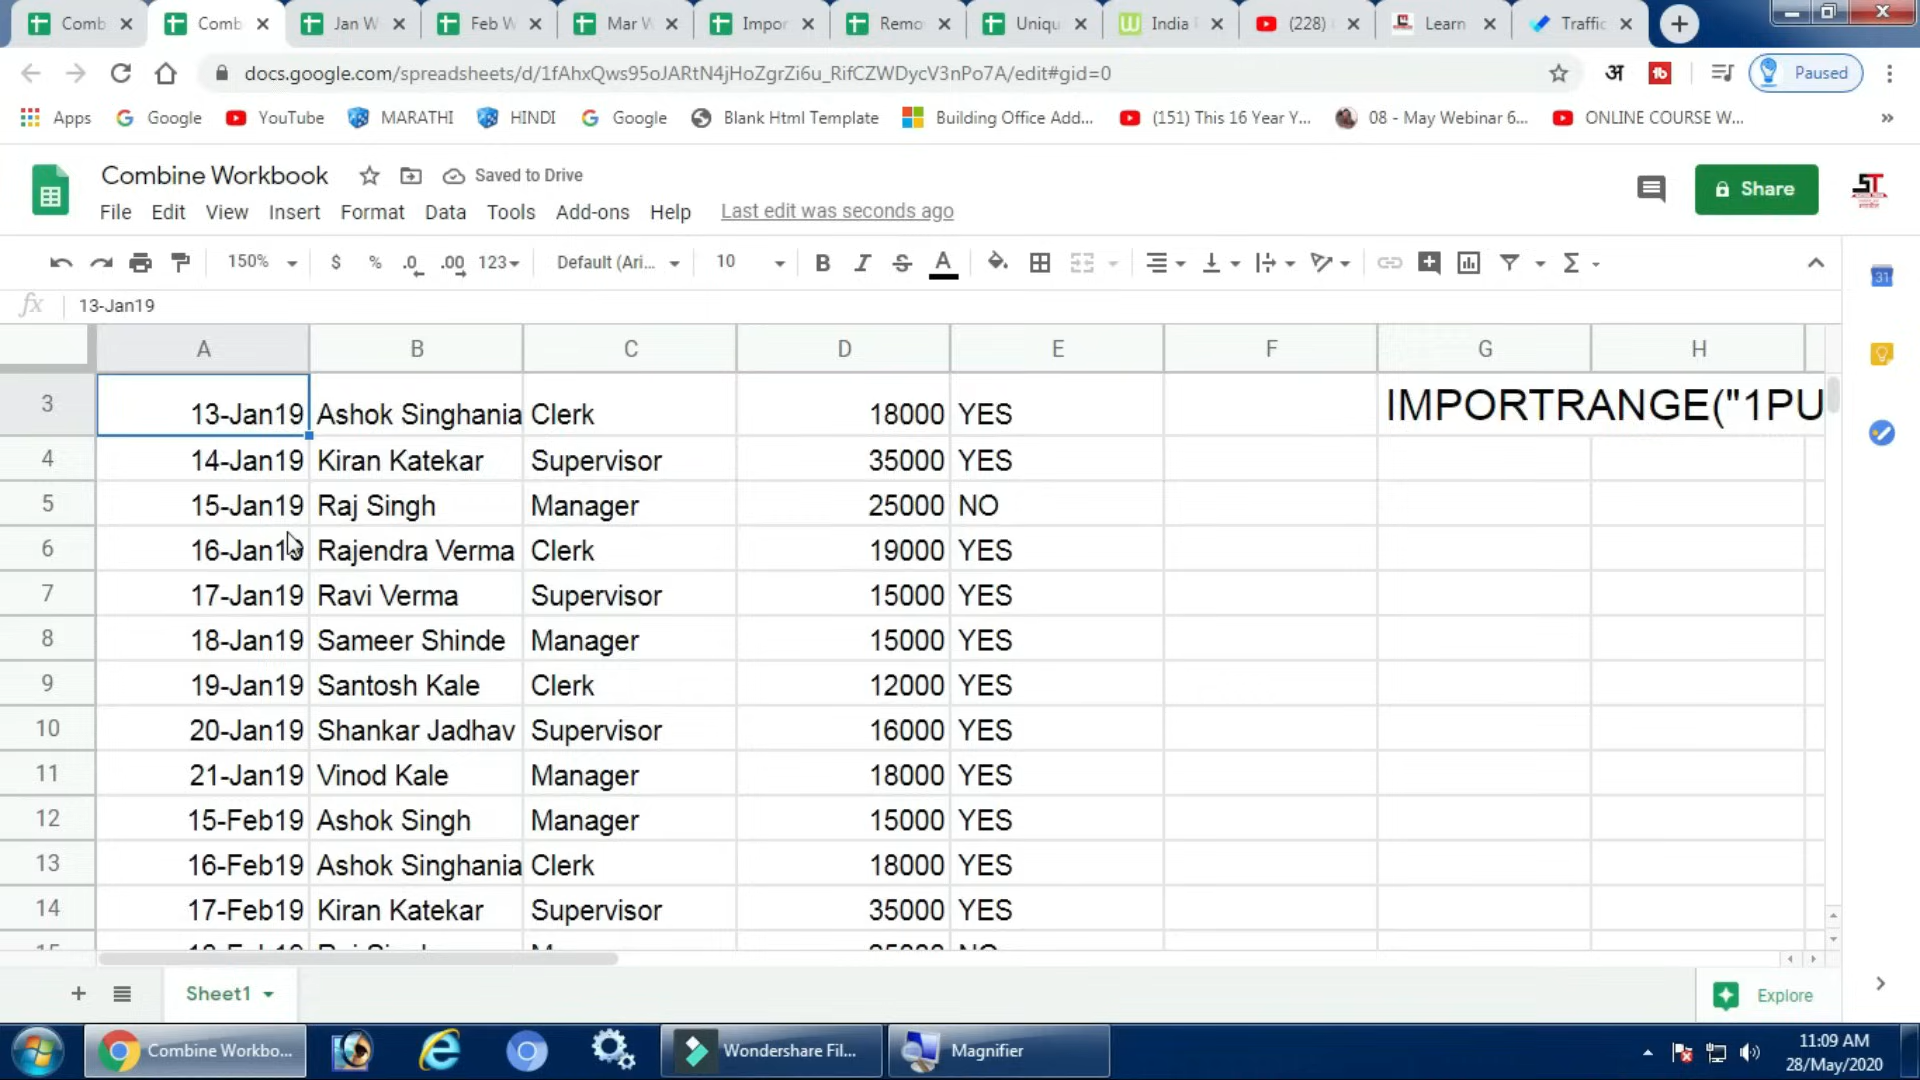 Comb
Comb
Jan W
Feb W
Mar W
Impor
Remo
Uniqu
India
(228)
Learn
Traffic
docs.google.com/spreadsheets/d/1fAhxQws95oJARtN4jHoZgrZi6u_RifCZWDycV3nPo7A/edit#gid=0
अ
Paused
Apps
Google
YouTube
MARATHI
HINDI
Google
Blank Html Template
Building Office Add...
(151) This 16 Year Y...
08 - May Webinar 6...
ONLINE COURSE W...
»
Combine Workbook
Saved to Drive
Share
ST
File Edit View Insert Format Data Tools Add-ons Help Last edit was seconds ago
150% $ % .0 .00 123 Default (Ari... 10 B I S A Σ
fx 13-Jan19
A B C D E F G H
3 13-Jan19 Ashok Singhania Clerk 18000 YES IMPORTRANGE("1PU
4 14-Jan19 Kiran Katekar Supervisor 35000 YES
5 15-Jan19 Raj Singh Manager 25000 NO
6 16-Jan19 Rajendra Verma Clerk 19000 YES
7 17-Jan19 Ravi Verma Supervisor 15000 YES
8 18-Jan19 Sameer Shinde Manager 15000 YES
9 19-Jan19 Santosh Kale Clerk 12000 YES
10 20-Jan19 Shankar Jadhav Supervisor 16000 YES
11 21-Jan19 Vinod Kale Manager 18000 YES
12 15-Feb19 Ashok Singh Manager 15000 YES
13 16-Feb19 Ashok Singhania Clerk 18000 YES
14 17-Feb19 Kiran Katekar Supervisor 35000 YES
Sheet1
Explore
31
Combine Workbo...
Wondershare Fil...
Magnifier
11:09 AM
28/May/2020